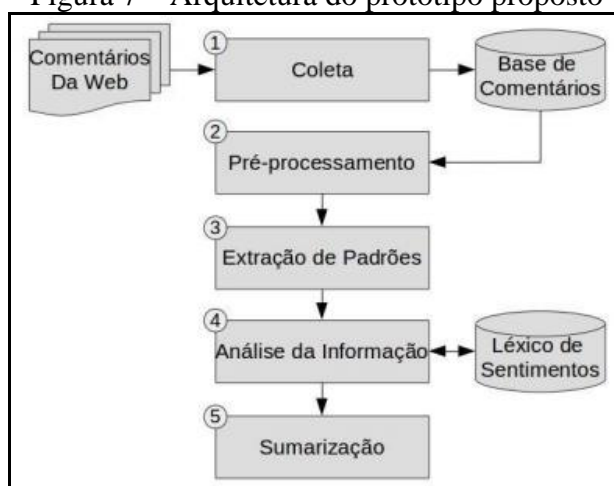 Figura 7 – Arquitetura do protótipo proposto
Comentários
Da Web
1
Coleta
Base de
Comentários
2
Pré-processamento
3
Extração de Padrões
4
Análise da Informação
Léxico de
Sentimentos
5
Sumarização